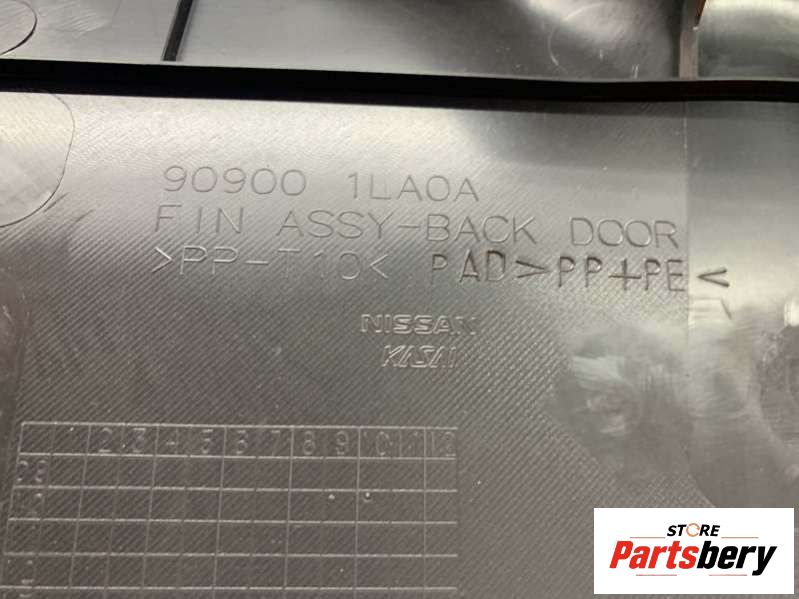 90900 1LA0A
FIN ASSY-BACK DOOR
>PP-T10< PAD>PP+PE<
NISSAN
KASAI
1 2 3 4 5 6 7 8 9 10 11 12
09
STORE
Partsbery